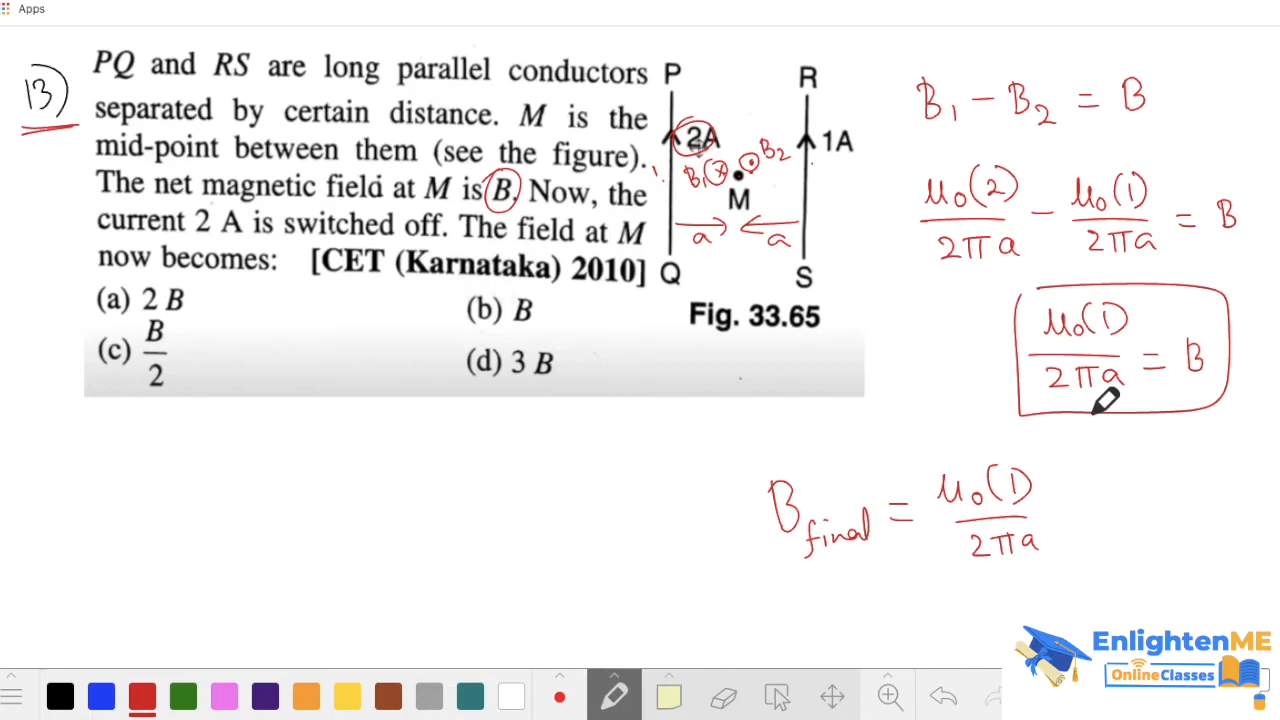 Apps
13)
PQ and RS are long parallel conductors
separated by certain distance. M is the
mid-point between them (see the figure).
The net magnetic field at M is B. Now, the
current 2 A is switched off. The field at M
now becomes: [CET (Karnataka) 2010]
(a) 2 B
(b) B
(c) B/2
(d) 3 B
P
R
2A
1A
B₁
B₂
M
a
a
Q
S
Fig. 33.65
B₁ − B₂ = B
μ₀(2)/2πa − μ₀(1)/2πa = B
μ₀(1)/2πa = B
B final = μ₀(1)/2πa
EnlightenME
OnlineClasses